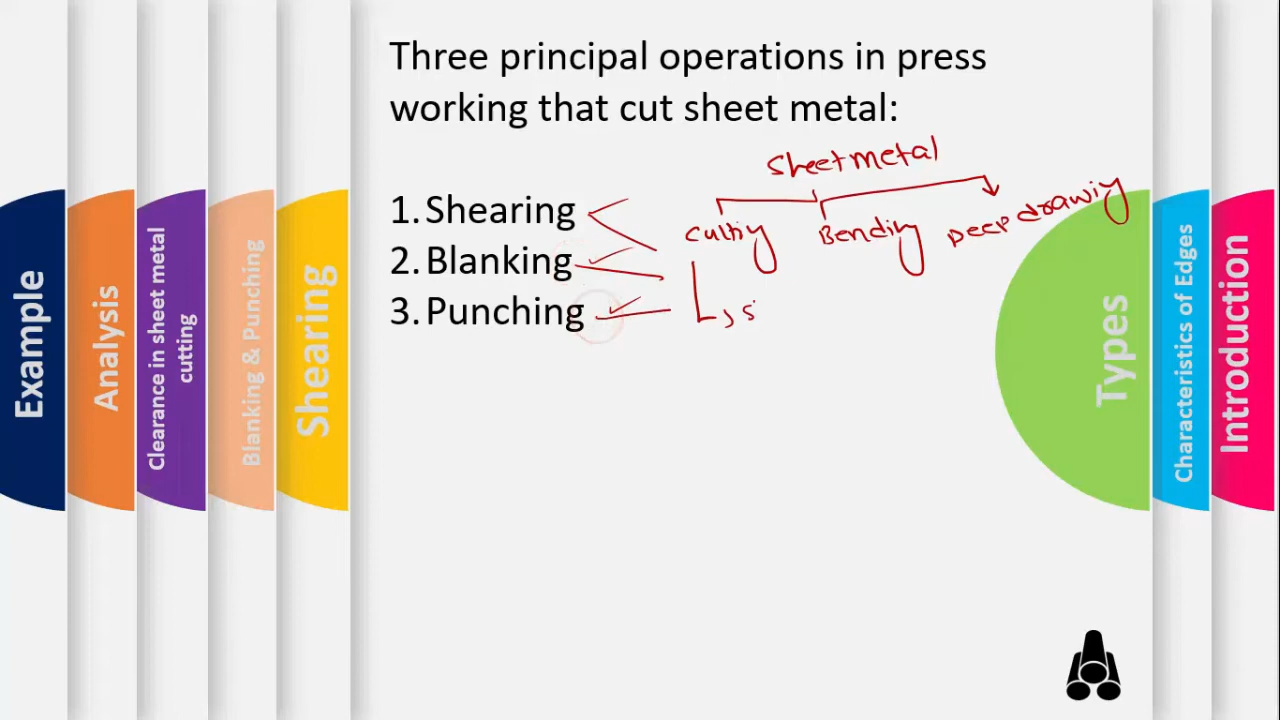 Three principal operations in press
working that cut sheet metal:
Sheetmetal
1. Shearing
2. Blanking
3. Punching
Cutting Bending Deep drawing
Example
Analysis
Clearance in sheet metal
cutting
Blanking & Punching
Shearing
Types
Characteristics of Edges
Introduction